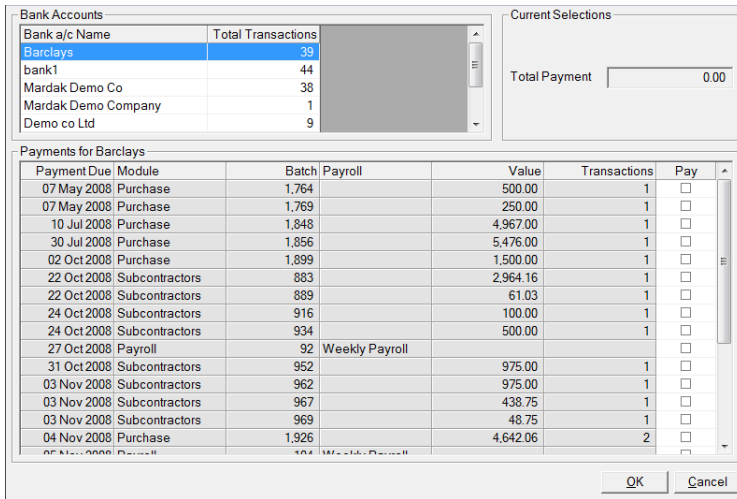 Bank Accounts
Current Selections
Bank a/c Name Total Transactions
Barclays 39
bank1 44
Total Payment 0.00
Mardak Demo Co 38
Mardak Demo Company 1
Demo co Ltd 9
Payments for Barclays
Payment Due Module Batch Payroll Value Transactions Pay
07 May 2008 Purchase 1,764 500.00 1
07 May 2008 Purchase 1,769 250.00 1
10 Jul 2008 Purchase 1,848 4,967.00 1
30 Jul 2008 Purchase 1,856 5,476.00 1
02 Oct 2008 Purchase 1,899 1,500.00 1
22 Oct 2008 Subcontractors 883 2,964.16 1
22 Oct 2008 Subcontractors 889 61.03 1
24 Oct 2008 Subcontractors 916 100.00 1
24 Oct 2008 Subcontractors 934 500.00 1
27 Oct 2008 Payroll 92 Weekly Payroll
31 Oct 2008 Subcontractors 952 975.00 1
03 Nov 2008 Subcontractors 962 975.00 1
03 Nov 2008 Subcontractors 967 438.75 1
03 Nov 2008 Subcontractors 969 48.75 1
04 Nov 2008 Purchase 1,926 4,642.06 2
OK Cancel